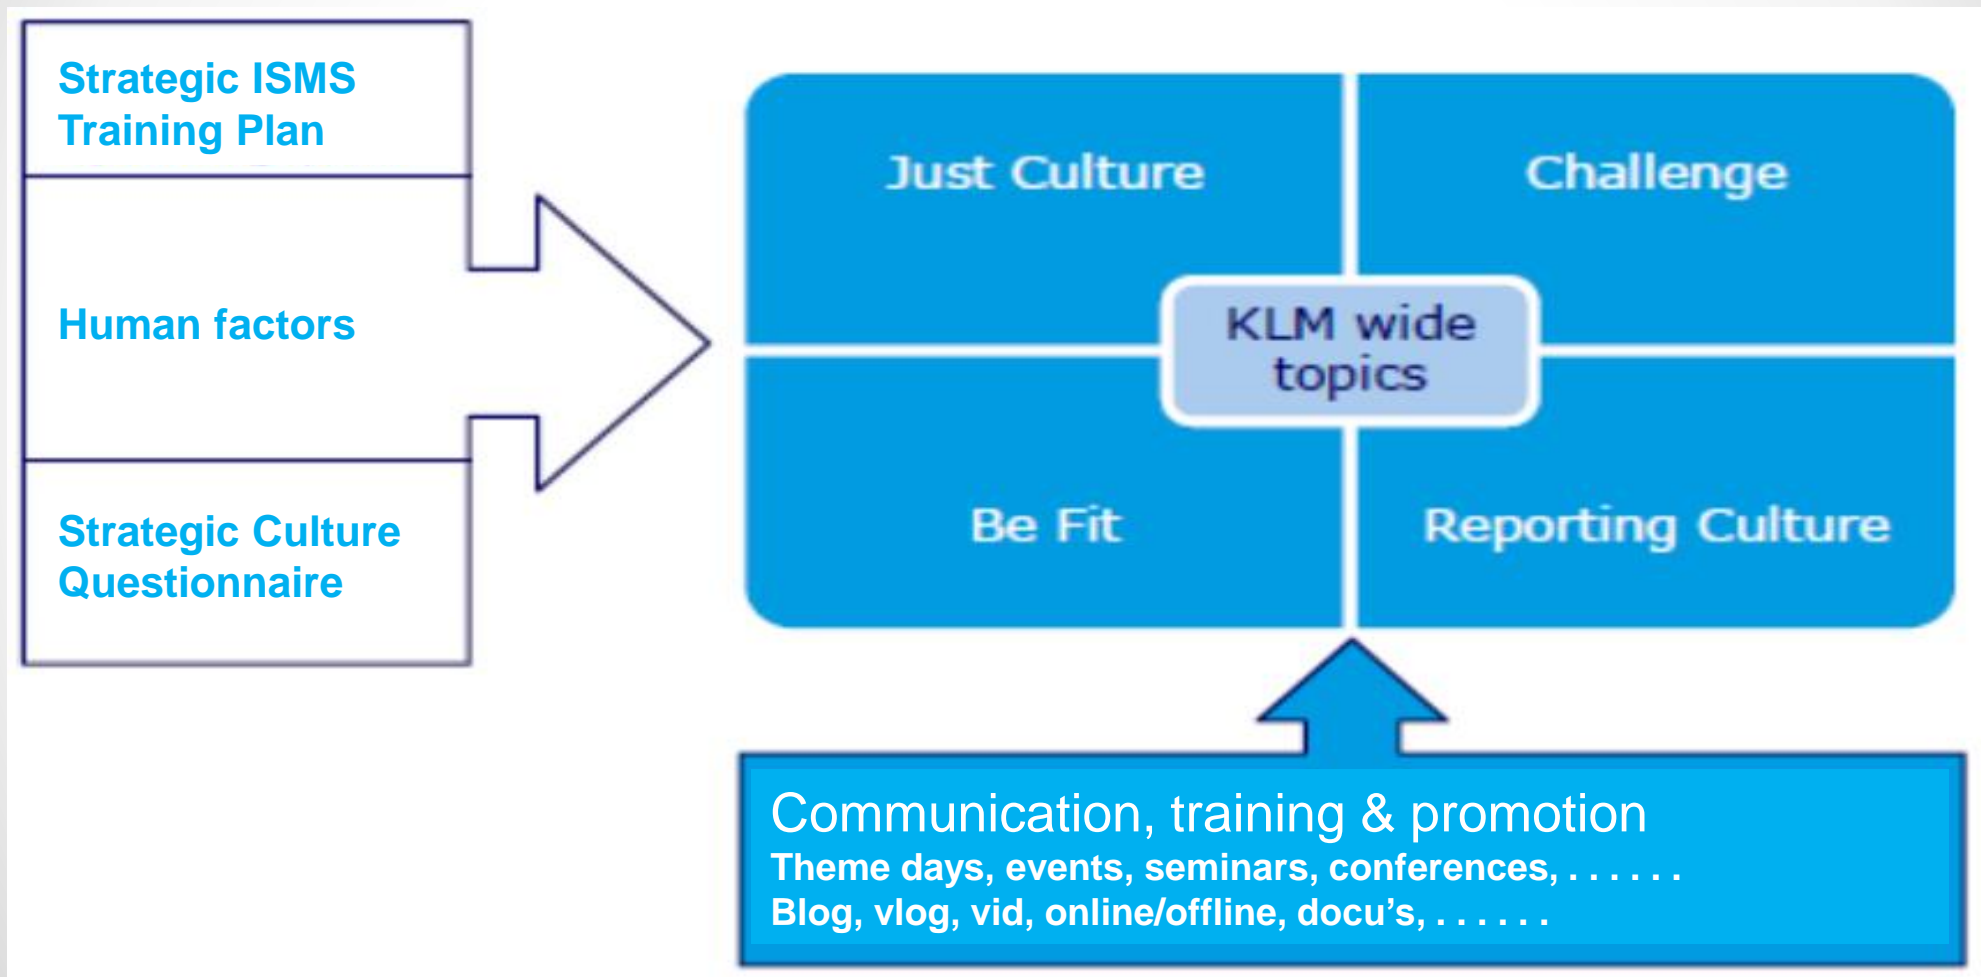 Strategic ISMS
Training Plan
Human factors
Strategic Culture
Questionnaire
Just Culture
Challenge
KLM wide
topics
Be Fit
Reporting Culture
Communication, training & promotion
Theme days, events, seminars, conferences, . . . . . .
Blog, vlog, vid, online/offline, docu’s, . . . . . .